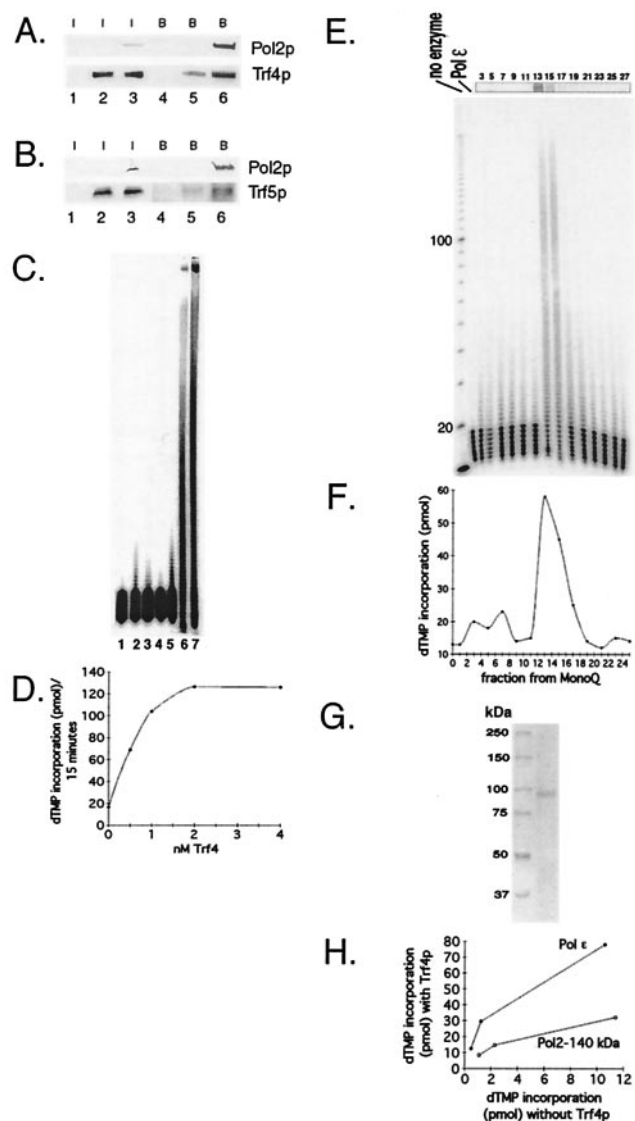 A.
I I I B B B
Pol2p
Trf4p
1 2 3 4 5 6
B.
I I I B B B
Pol2p
Trf5p
1 2 3 4 5 6
C.
1 2 3 4 5 6 7
D.
dTMP incorporation (pmol)/
15 minutes
140
120
100
80
60
40
20
0
0 1 2 3 4
nM Trf4
E.
no enzyme
Pol ε
3 5 7 9 11 13 15 17 19 21 23 25 27
100
20
F.
dTMP incorporation (pmol)
60
50
40
30
20
10
0 2 4 6 8 10 12 14 16 18 20 22 24
fraction from MonoQ
G.
kDa
250
150
100
75
50
37
H.
dTMP incorporation
(pmol) with Trf4p
80
70
60
50
40
30
20
10
0
Pol ε
Pol2-140 kDa
0 2 4 6 8 10 12
dTMP incorporation
(pmol) without Trf4p